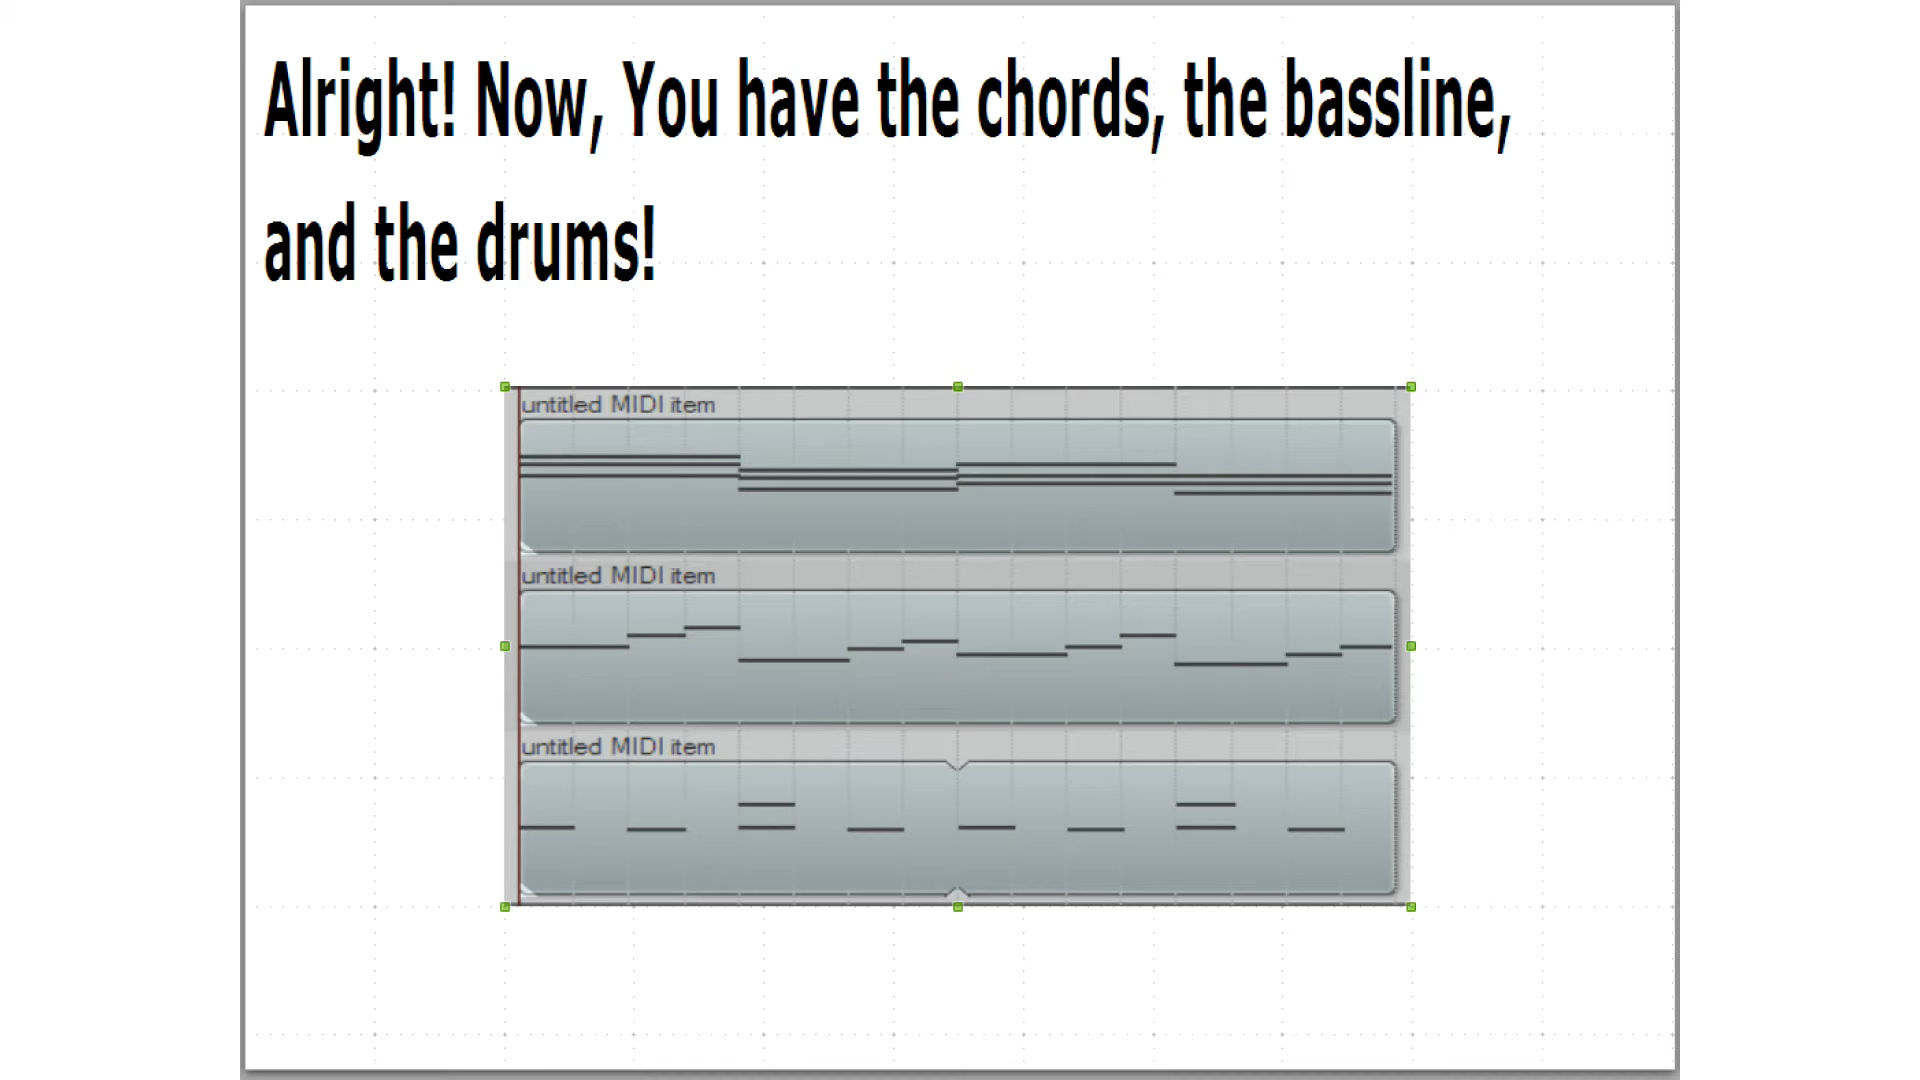 Alright! Now, You have the chords, the bassline,
and the drums!
untitled MIDI item
untitled MIDI item
untitled MIDI item